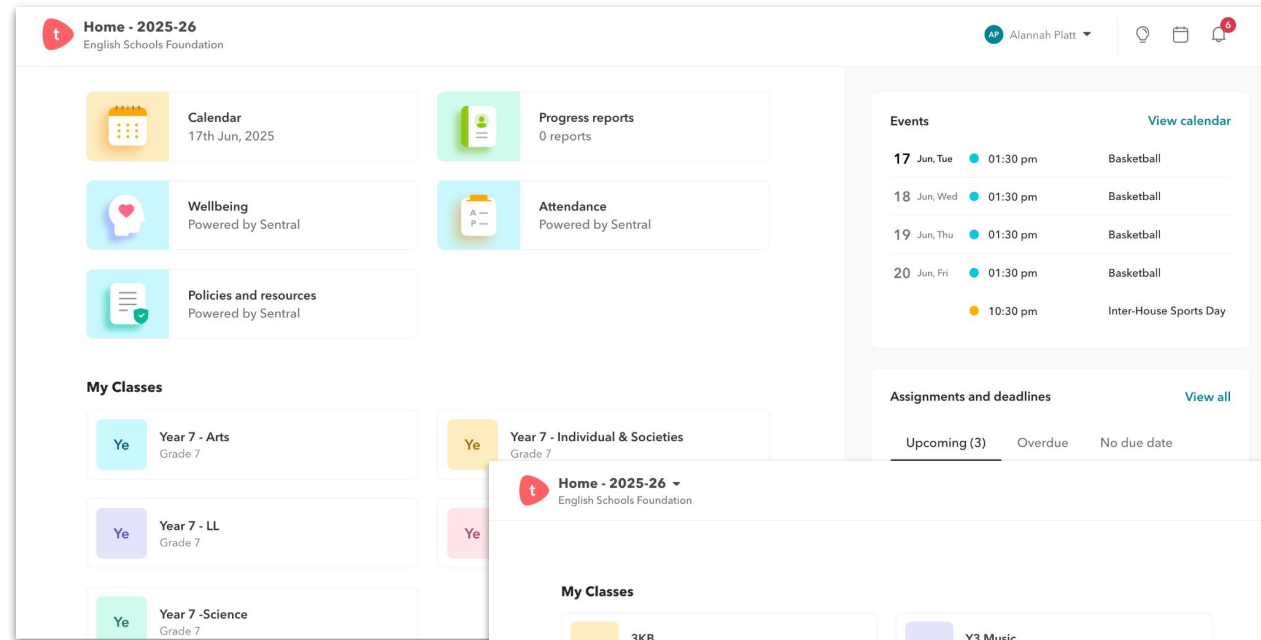 t
Home - 2025-26
English Schools Foundation
AP Alannah Platt
6
Calendar
17th Jun, 2025
Progress reports
0 reports
Wellbeing
Powered by Sentral
A
P
Attendance
Powered by Sentral
Policies and resources
Powered by Sentral
Events View calendar
17 Jun, Tue 01:30 pm Basketball
18 Jun, Wed 01:30 pm Basketball
19 Jun, Thu 01:30 pm Basketball
20 Jun, Fri 01:30 pm Basketball
10:30 pm Inter-House Sports Day
Assignments and deadlines View all
Upcoming (3) Overdue No due date
My Classes
Ye
Year 7 - Arts
Grade 7
Ye
Year 7 - Individual & Societies
Grade 7
Ye
Year 7 - LL
Grade 7
Ye
Ye
Year 7 -Science
Grade 7
t
Home - 2025-26
English Schools Foundation
My Classes
3KB
Y3 Music